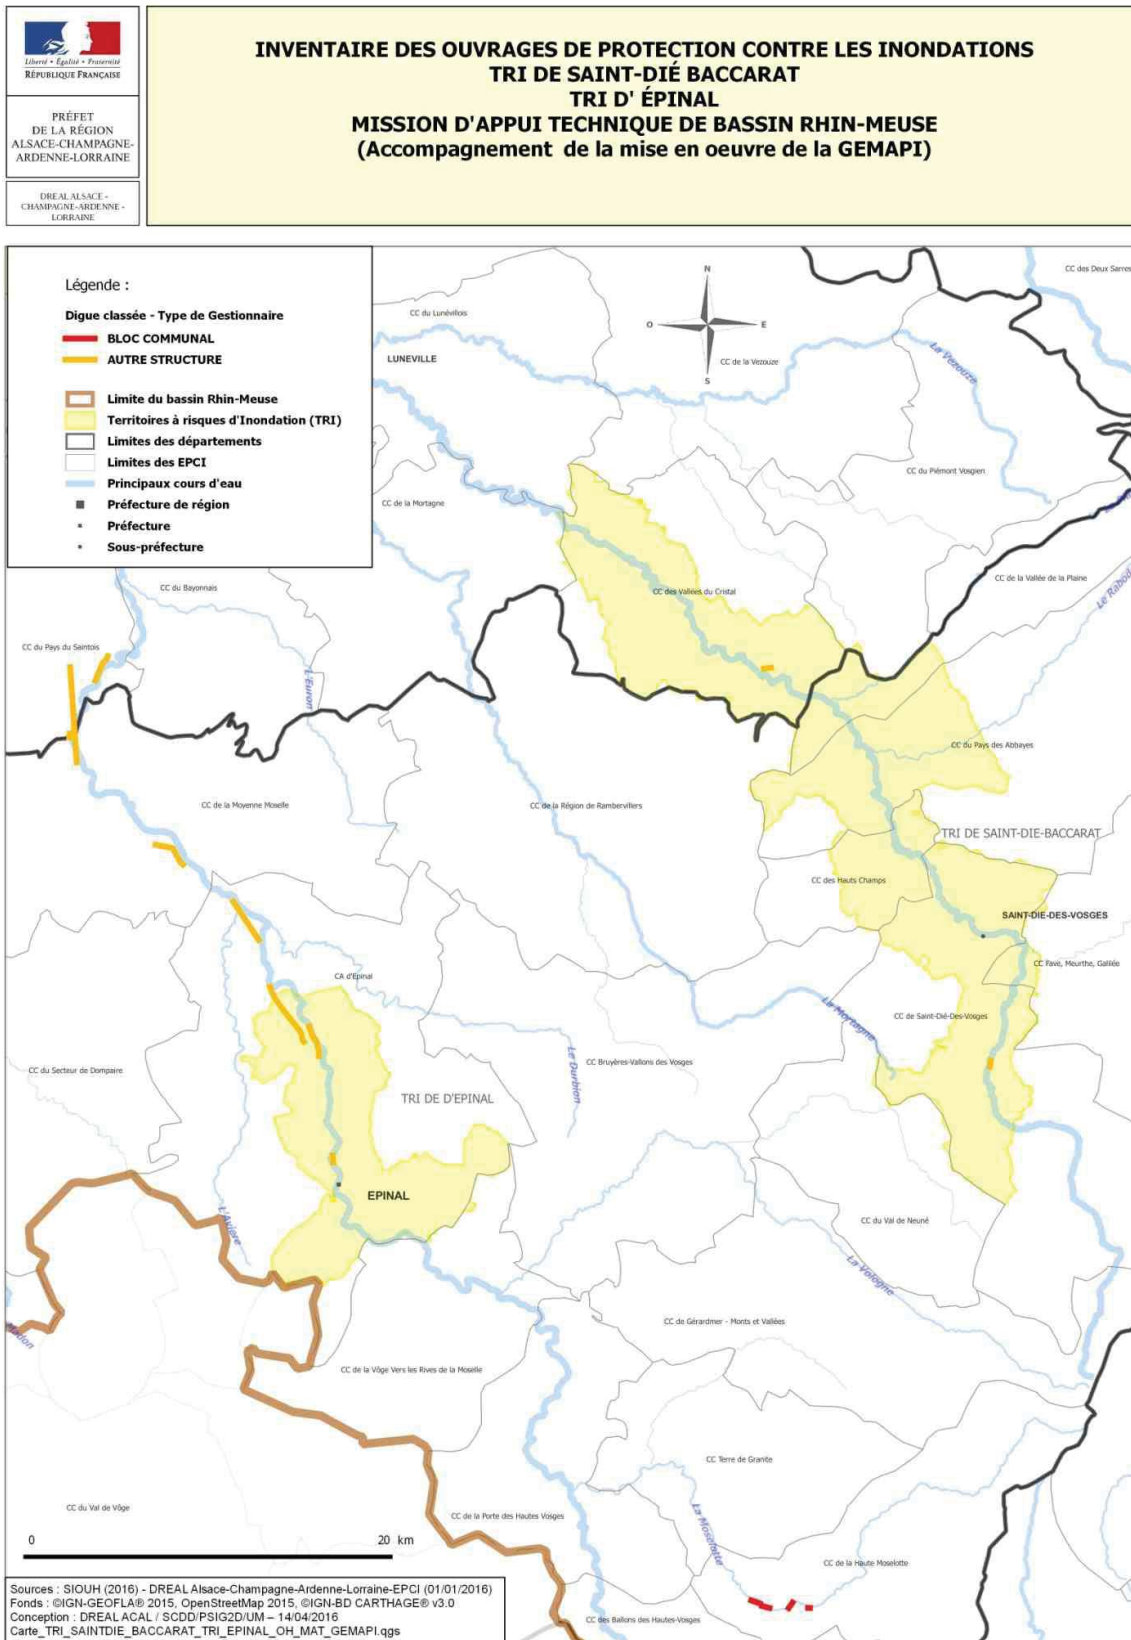 Liberté • Égalité • Fraternité
RÉPUBLIQUE FRANÇAISE
PRÉFET
DE LA RÉGION
ALSACE-CHAMPAGNE-
ARDENNE-LORRAINE
DREAL ALSACE -
CHAMPAGNE-ARDENNE -
LORRAINE
INVENTAIRE DES OUVRAGES DE PROTECTION CONTRE LES INONDATIONS
TRI DE SAINT-DIÉ BACCARAT
TRI D' ÉPINAL
MISSION D'APPUI TECHNIQUE DE BASSIN RHIN-MEUSE
(Accompagnement de la mise en oeuvre de la GEMAPI)
Légende :
Digue classée - Type de Gestionnaire
BLOC COMMUNAL
AUTRE STRUCTURE
Limite du bassin Rhin-Meuse
Territoires à risques d'Inondation (TRI)
Limites des départements
Limites des EPCI
Principaux cours d'eau
Préfecture de région
Préfecture
Sous-préfecture
N
O
E
S
CC des Deux Sarres
CC du Lunévillois
LUNEVILLE
CC de la Vezouze
La Vezouze
CC du Piémont Vosgien
CC de la Mortagne
CC de la Vallée de la Plaine
Le Rabod
CC du Bayonnais
CC des Vallées du Cristal
CC du Pays du Saintois
L'Euron
CC du Pays des Abbayes
CC de la Moyenne Moselle
CC de la Région de Rambervillers
TRI DE SAINT-DIE-BACCARAT
CC des Hauts Champs
SAINT-DIE-DES-VOSGES
CC Fave, Meurthe, Galilée
CA d'Epinal
La Mortagne
CC de Saint-Dié-Des-Vosges
CC du Secteur de Dompaire
Le Durbion
CC Bruyères-Vallons des Vosges
TRI DE D'EPINAL
EPINAL
L'Avière
CC du Val de Neuné
La Vologne
Madon
CC de Gérardmer - Monts et Vallées
CC de la Vôge Vers les Rives de la Moselle
CC Terre de Granite
CC du Val de Vôge
CC de la Porte des Hautes Vosges
La Moselotte
CC de la Haute Moselotte
CC des Ballons des Hautes-Vosges
0 20 km
Sources : SIOUH (2016) - DREAL Alsace-Champagne-Ardenne-Lorraine-EPCI (01/01/2016)
Fonds : ©IGN-GEOFLA® 2015, OpenStreetMap 2015, ©IGN-BD CARTHAGE® v3.0
Conception : DREAL ACAL / SCDD/PSIG2D/UM – 14/04/2016
Carte_TRI_SAINTDIE_BACCARAT_TRI_EPINAL_OH_MAT_GEMAPI.qgs